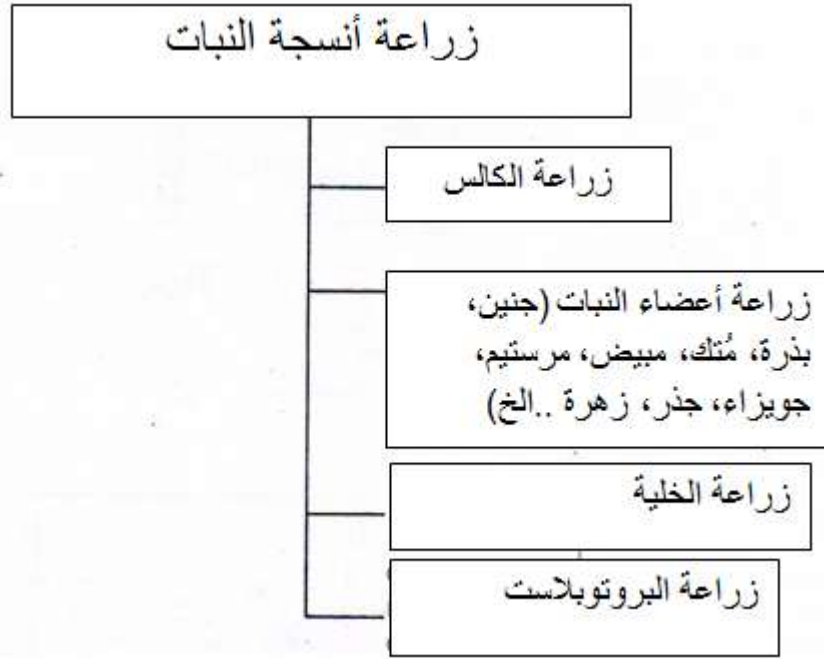 زراعة أنسجة النبات
زراعة الكالس
زراعة أعضاء النبات (جنين،
بذرة، مُتك، مبيض، مرستيم،
جويزاء، جذر، زهرة ..الخ)
زراعة الخلية
زراعة البروتوبلاست